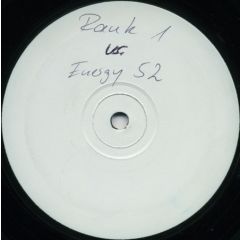 Rank 1
vs.
Energy 52